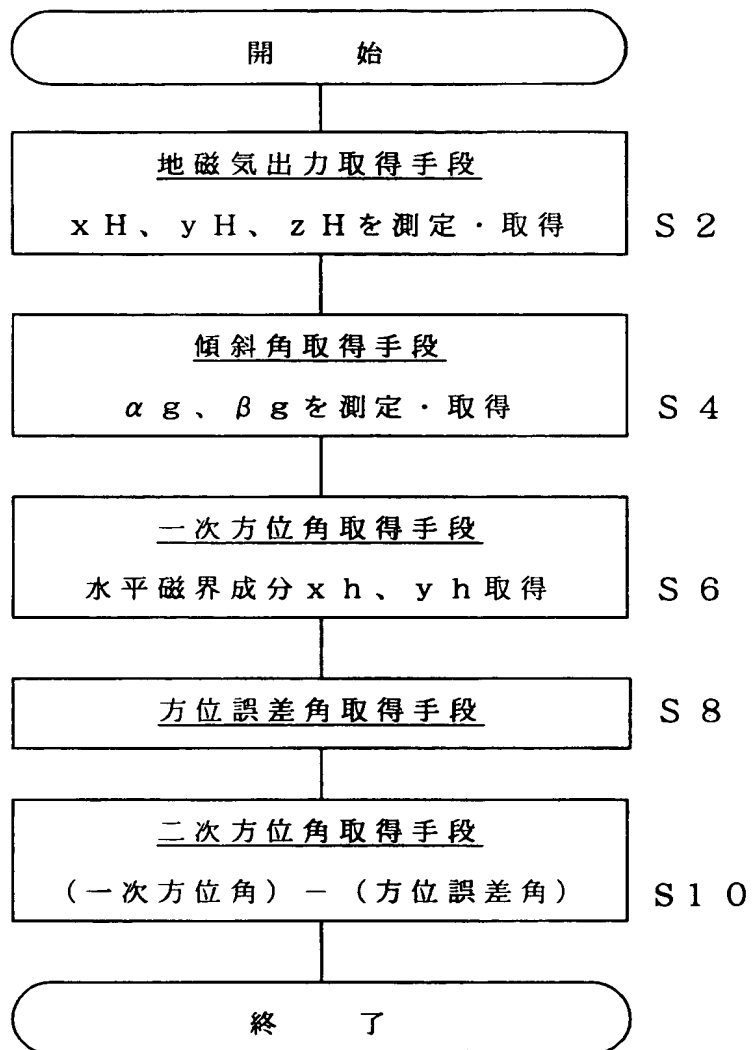 開始
地磁気出力取得手段
xH、yH、zHを測定・取得
S2
傾斜角取得手段
αg、βgを測定・取得
S4
一次方位角取得手段
水平磁界成分xh、yh取得
S6
方位誤差角取得手段
S8
二次方位角取得手段
(一次方位角)－(方位誤差角)
S10
終了